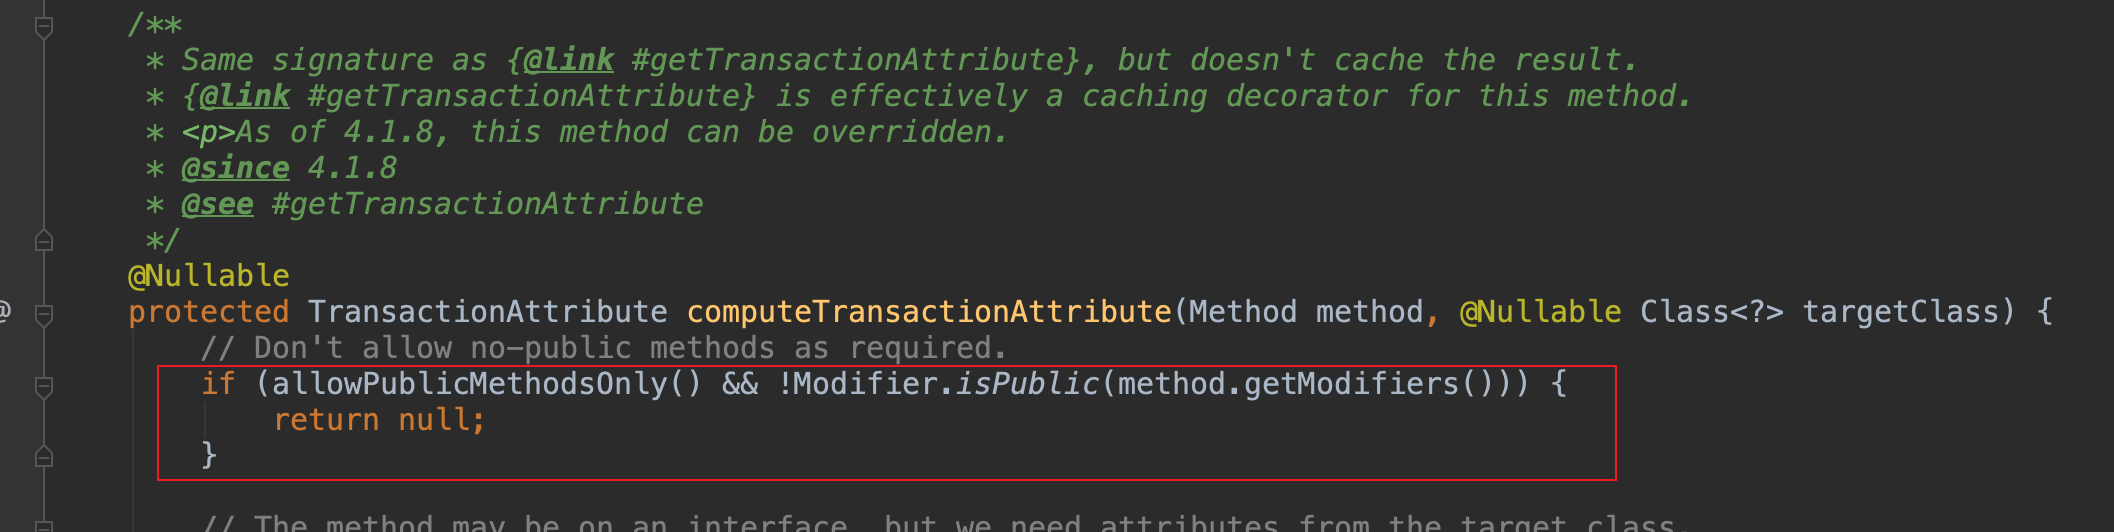 /**
* Same signature as {@link #getTransactionAttribute}, but doesn't cache the result.
* {@link #getTransactionAttribute} is effectively a caching decorator for this method.
* <p>As of 4.1.8, this method can be overridden.
* @since 4.1.8
* @see #getTransactionAttribute
*/
@Nullable
@ protected TransactionAttribute computeTransactionAttribute(Method method, @Nullable Class<?> targetClass) {
// Don't allow no-public methods as required.
if (allowPublicMethodsOnly() && !Modifier.isPublic(method.getModifiers())) {
return null;
}
// The method may be on an interface, but we need attributes from the target class.